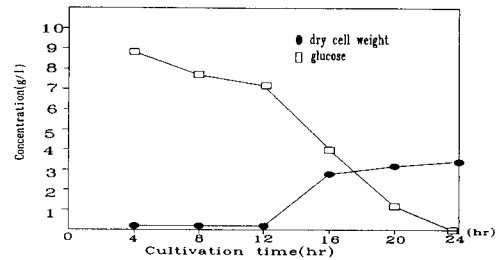 10
9
8
7
6
5
4
3
2
1
Concentration(g/l)
dry cell weight
glucose
0 4 8 12 16 20 24 (hr)
Cultivation time(hr)